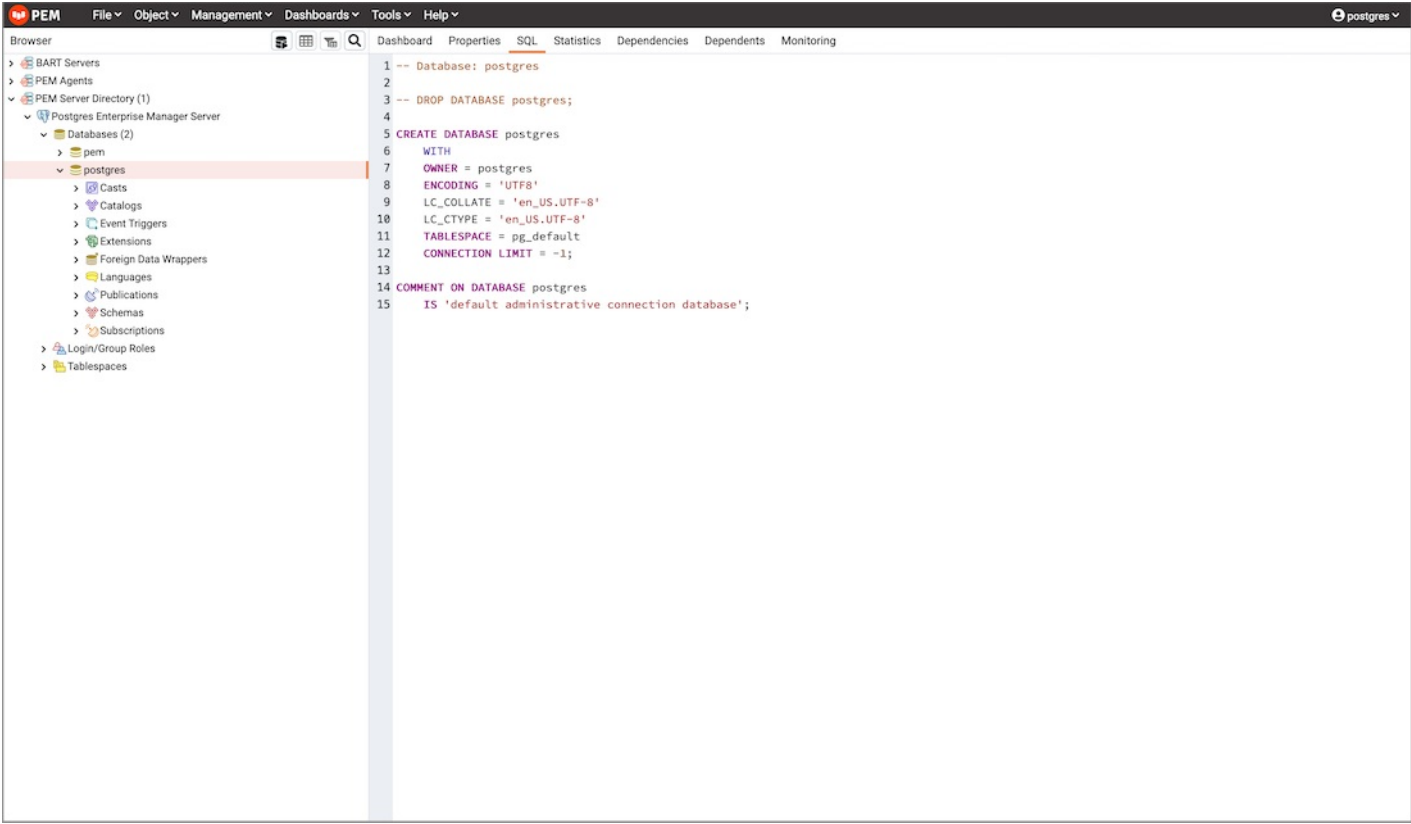 PEM File Object Management Dashboards Tools Help postgres
Browser
Dashboard Properties SQL Statistics Dependencies Dependents Monitoring
BART Servers
PEM Agents
PEM Server Directory (1)
Postgres Enterprise Manager Server
Databases (2)
pem
postgres
Casts
Catalogs
Event Triggers
Extensions
Foreign Data Wrappers
Languages
Publications
Schemas
Subscriptions
Login/Group Roles
Tablespaces
1 -- Database: postgres
2
3 -- DROP DATABASE postgres;
4
5 CREATE DATABASE postgres
6 WITH
7 OWNER = postgres
8 ENCODING = 'UTF8'
9 LC_COLLATE = 'en_US.UTF-8'
10 LC_CTYPE = 'en_US.UTF-8'
11 TABLESPACE = pg_default
12 CONNECTION LIMIT = -1;
13
14 COMMENT ON DATABASE postgres
15 IS 'default administrative connection database';